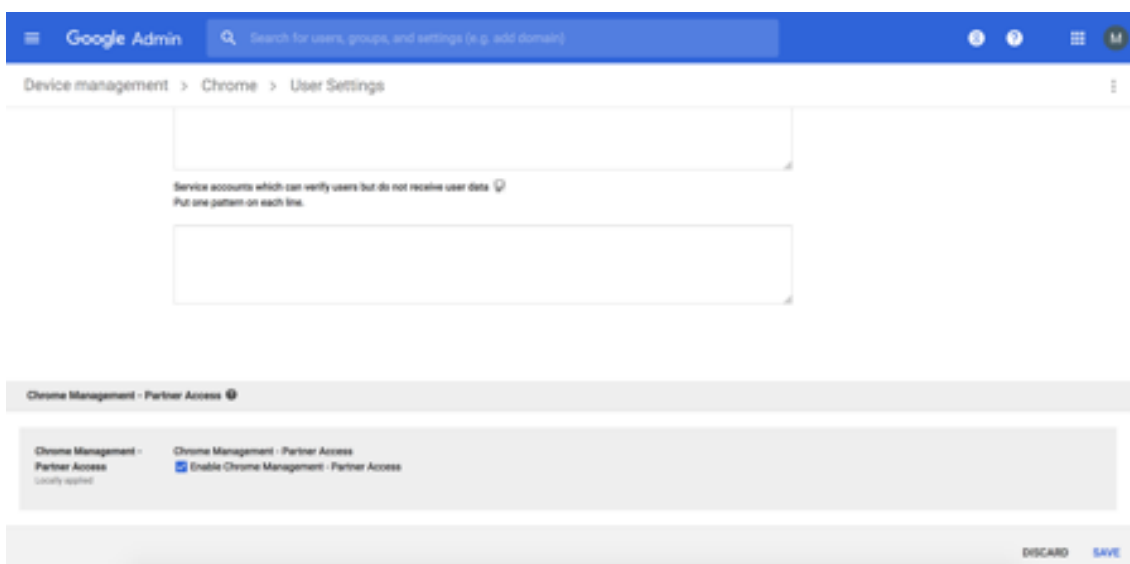 Google Admin
Search for users, groups, and settings (e.g. add domain)
M
Device management > Chrome > User Settings
Service accounts which can verify users but do not receive user data
Put one pattern on each line.
Chrome Management - Partner Access
Chrome Management - Partner Access
Locally applied
Chrome Management - Partner Access
Enable Chrome Management - Partner Access
DISCARD SAVE